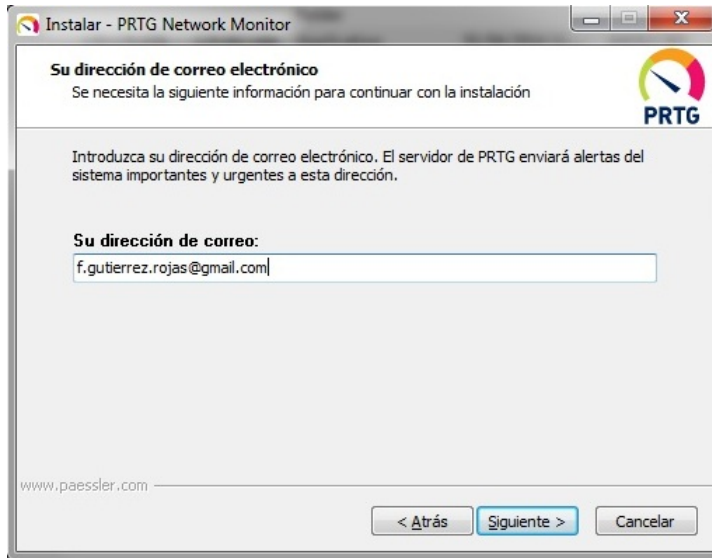 Instalar - PRTG Network Monitor
Su dirección de correo electrónico
Se necesita la siguiente información para continuar con la instalación
PRTG
Introduzca su dirección de correo electrónico. El servidor de PRTG enviará alertas del
sistema importantes y urgentes a esta dirección.
Su dirección de correo:
f.gutierrez.rojas@gmail.com
www.paessler.com
< Atrás
Siguiente >
Cancelar